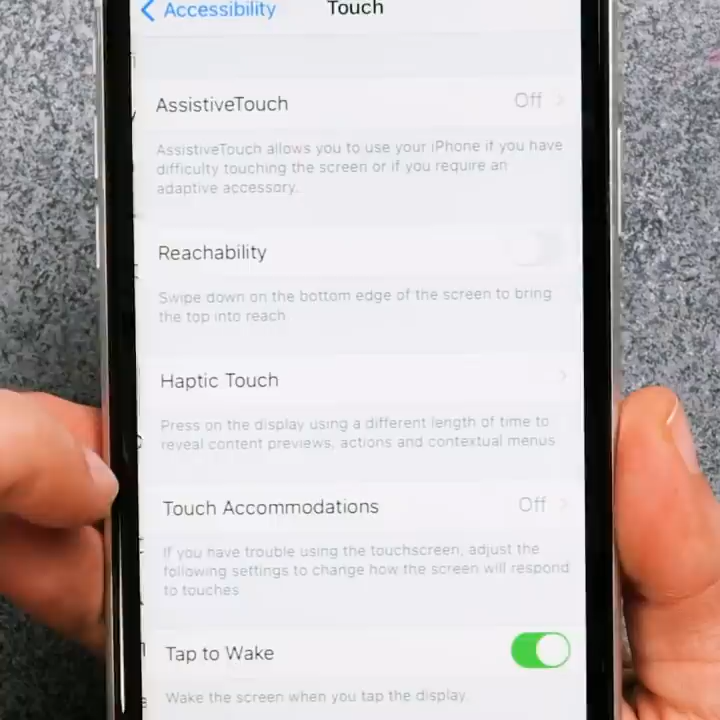 Accessibility Touch
AssistiveTouch Off
AssistiveTouch allows you to use your iPhone if you have
difficulty touching the screen or if you require an
adaptive accessory.
Reachability
Swipe down on the bottom edge of the screen to bring
the top into reach
Haptic Touch
Press on the display using a different length of time to
reveal content previews, actions and contextual menus
Touch Accommodations Off
If you have trouble using the touchscreen, adjust the
following settings to change how the screen will respond
to touches
Tap to Wake
Wake the screen when you tap the display.